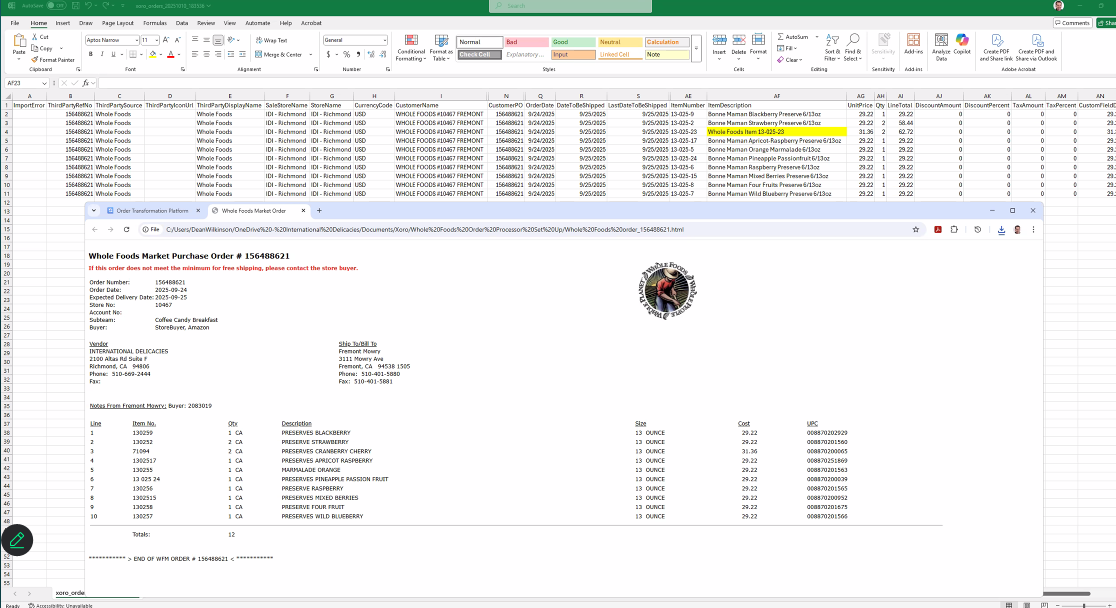 AutoSave Off xoro_orders_20251010_160538 Search
File Home Insert Draw Page Layout Formulas Data Review View Automate Help Acrobat Comments Share
Paste Cut Copy Format Painter Clipboard
Aptos Narrow B I U Font
Wrap Text Merge & Center Alignment
General $ % Number
Conditional Formatting Format as Table
Normal Bad Good Neutral Calculation
Check Cell Explanatory ... Input Linked Cell Note
Styles
Insert Delete Format Cells
AutoSum Fill Clear Sort & Filter Find & Select Editing
Sensitivity Sensitivity
Add-ins Add-ins
Analyze Data Copilot
Create PDF and Share link Create PDF and Share via Outlook Adobe Acrobat
AF23 fx
A B C D E F G H I N O Q R S AE AF AG AH AI AJ AK AL AM AN
1 ImportError ThirdPartyRefNo ThirdPartySource ThirdPartyIconUrl ThirdPartyDisplayName SaleStoreName StoreName CurrencyCode CustomerName CustomerPO OrderDate DateToBeShipped LastDateToBeShipped ItemNumber ItemDescription UnitPrice Qty LineTotal DiscountAmount DiscountPercent TaxAmount TaxPercent CustomFieldD
2 156488621 Whole Foods Whole Foods IDI - Richmond IDI - Richmond USD WHOLE FOODS #10467 FREMONT 156488621 9/24/2025 9/25/2025 9/25/2025 13-025-9 Bonne Maman Blackberry Preserve 6/13oz 29.22 1 29.22 0 0 0 0 29.
3 156488621 Whole Foods Whole Foods IDI - Richmond IDI - Richmond USD WHOLE FOODS #10467 FREMONT 156488621 9/24/2025 9/25/2025 9/25/2025 13-025-2 Bonne Maman Strawberry Preserve 6/13oz 29.22 2 58.44 0 0 0 0 29.
4 156488621 Whole Foods Whole Foods IDI - Richmond IDI - Richmond USD WHOLE FOODS #10467 FREMONT 156488621 9/24/2025 9/25/2025 9/25/2025 13-025-23 Whole Foods Item 13-025-23 31.36 2 62.72 0 0 0 0 31.
5 156488621 Whole Foods Whole Foods IDI - Richmond IDI - Richmond USD WHOLE FOODS #10467 FREMONT 156488621 9/24/2025 9/25/2025 9/25/2025 13-025-17 Bonne Maman Apricot-Raspberry Preserve 6/13oz 29.22 1 29.22 0 0 0 0 29.
6 156488621 Whole Foods Whole Foods IDI - Richmond IDI - Richmond USD WHOLE FOODS #10467 FREMONT 156488621 9/24/2025 9/25/2025 9/25/2025 13-025-5 Bonne Maman Orange Marmalade 6/13oz 29.22 1 29.22 0 0 0 0 29.
7 156488621 Whole Foods Whole Foods IDI - Richmond IDI - Richmond USD WHOLE FOODS #10467 FREMONT 156488621 9/24/2025 9/25/2025 9/25/2025 13-025-24 Bonne Maman Pineapple Passionfruit 6/13oz 29.22 1 29.22 0 0 0 0 29.
8 156488621 Whole Foods Whole Foods IDI - Richmond IDI - Richmond USD WHOLE FOODS #10467 FREMONT 156488621 9/24/2025 9/25/2025 9/25/2025 13-025-6 Bonne Maman Raspberry Preserve 6/13oz 29.22 1 29.22 0 0 0 0 29.
9 156488621 Whole Foods Whole Foods IDI - Richmond IDI - Richmond USD WHOLE FOODS #10467 FREMONT 156488621 9/24/2025 9/25/2025 9/25/2025 13-025-15 Bonne Maman Mixed Berries Preserve 6/13oz 29.22 1 29.22 0 0 0 0 29.
10 156488621 Whole Foods Whole Foods IDI - Richmond IDI - Richmond USD WHOLE FOODS #10467 FREMONT 156488621 9/24/2025 9/25/2025 9/25/2025 13-025-8 Bonne Maman Four Fruits Preserve 6/13oz 29.22 1 29.22 0 0 0 0 29.
11 156488621 Whole Foods Whole Foods IDI - Richmond IDI - Richmond USD WHOLE FOODS #10467 FREMONT 156488621 9/24/2025 9/25/2025 9/25/2025 13-025-7 Bonne Maman Wild Blueberry Preserve 6/13oz 29.22 1 29.22 0 0 0 0 29.
Order Transformation Platform Whole Foods Market Order
File C:/Users/DeanWilkinson/OneDrive%20-%20International%20Delicacies/Documents/Xoro/Whole%20Foods%20Order%20Processor%20Set%20Up/Whole%20Foods%20order_156488621.html
Whole Foods Market Purchase Order # 156488621
If this order does not meet the minimum for free shipping, please contact the store buyer.
WHOLE FOODS WHOLE PEOPLE WHOLE PLANET
Order Number: 156488621
Order Date: 2025-09-24
Expected Delivery Date: 2025-09-25
Store No: 10467
Account No:
Subteam: Coffee Candy Breakfast
Buyer: StoreBuyer, Amazon
Vendor Ship To/Bill To
INTERNATIONAL DELICACIES Fremont Mowry
2100 Altas Rd Suite F 3111 Mowry Ave
Richmond, CA 94806 Fremont, CA 94538 1505
Phone: 510-669-2444 Phone: 510-401-5880
Fax: Fax: 510-401-5881
Notes From Fremont Mowry: Buyer: 2083019
Line Item No. Qty Description Size Cost UPC
1 130259 1 CA PRESERVES BLACKBERRY 13 OUNCE 29.22 008870202929
2 130252 2 CA PRESERVE STRAWBERRY 13 OUNCE 29.22 008870201560
3 71094 2 CA PRESERVES CRANBERRY CHERRY 13 OUNCE 31.36 008870200065
4 1302517 1 CA PRESERVES APRICOT RASPBERRY 13 OUNCE 29.22 008870251869
5 130255 1 CA MARMALADE ORANGE 13 OUNCE 29.22 008870201563
6 13 025 24 1 CA PRESERVES PINEAPPLE PASSION FRUIT 13 OUNCE 29.22 008870200039
7 130256 1 CA PRESERVE RASPBERRY 13 OUNCE 29.22 008870201565
8 1302515 1 CA PRESERVES MIXED BERRIES 13 OUNCE 29.22 008870200952
9 130258 1 CA PRESERVE FOUR FRUIT 13 OUNCE 29.22 008870201675
10 130257 1 CA PRESERVES WILD BLUEBERRY 13 OUNCE 29.22 008870201566
Totals: 12
*********** > END OF WFM ORDER # 156488621 < ***********
xoro_orde
Ready Accessibility: Unavailable